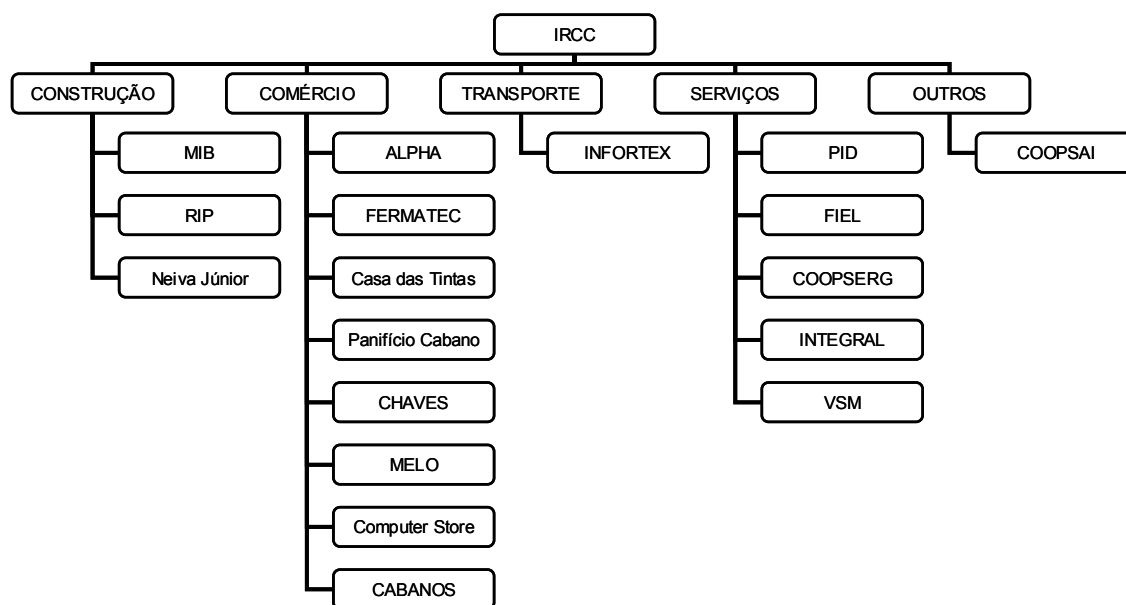 IRCC
CONSTRUÇÃO
COMÉRCIO
TRANSPORTE
SERVIÇOS
OUTROS
MIB
RIP
Neiva Júnior
ALPHA
FERMATEC
Casa das Tintas
Panifício Cabano
CHAVES
MELO
Computer Store
CABANOS
INFORTEX
PID
FIEL
COOPSERG
INTEGRAL
VSM
COOPSAI